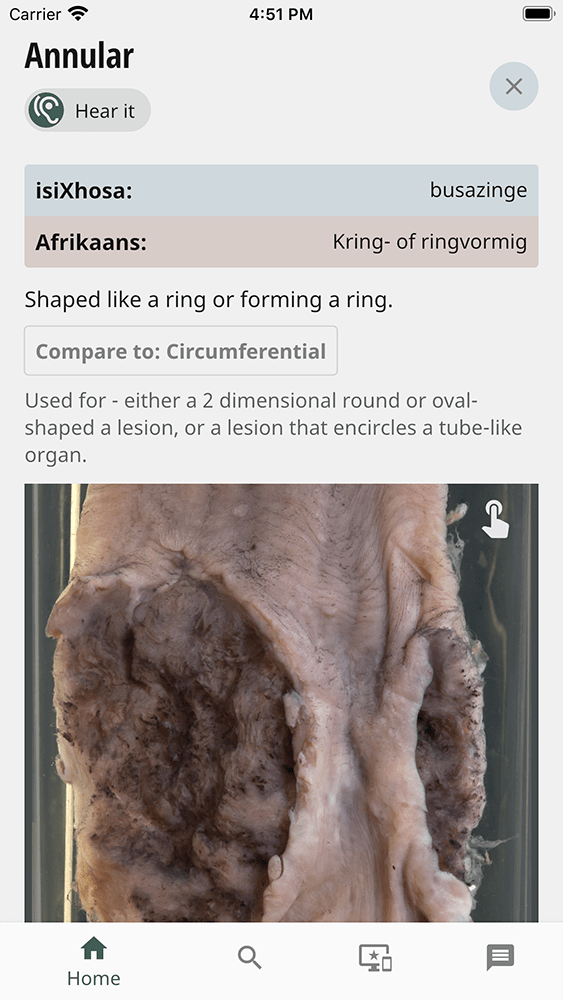 Carrier 4:51 PM
Annular
Hear it
isiXhosa: busazinge
Afrikaans: Kring- of ringvormig
Shaped like a ring or forming a ring.
Compare to: Circumferential
Used for - either a 2 dimensional round or oval-
shaped a lesion, or a lesion that encircles a tube-like
organ.
Home